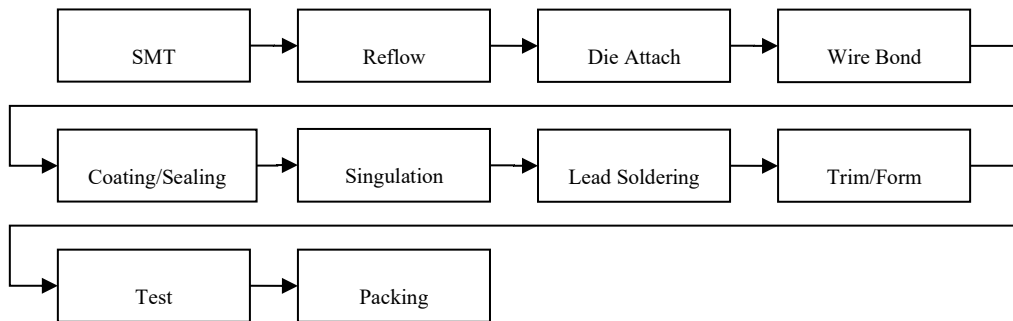 SMT
Reflow
Die Attach
Wire Bond
Coating/Sealing
Singulation
Lead Soldering
Trim/Form
Test
Packing